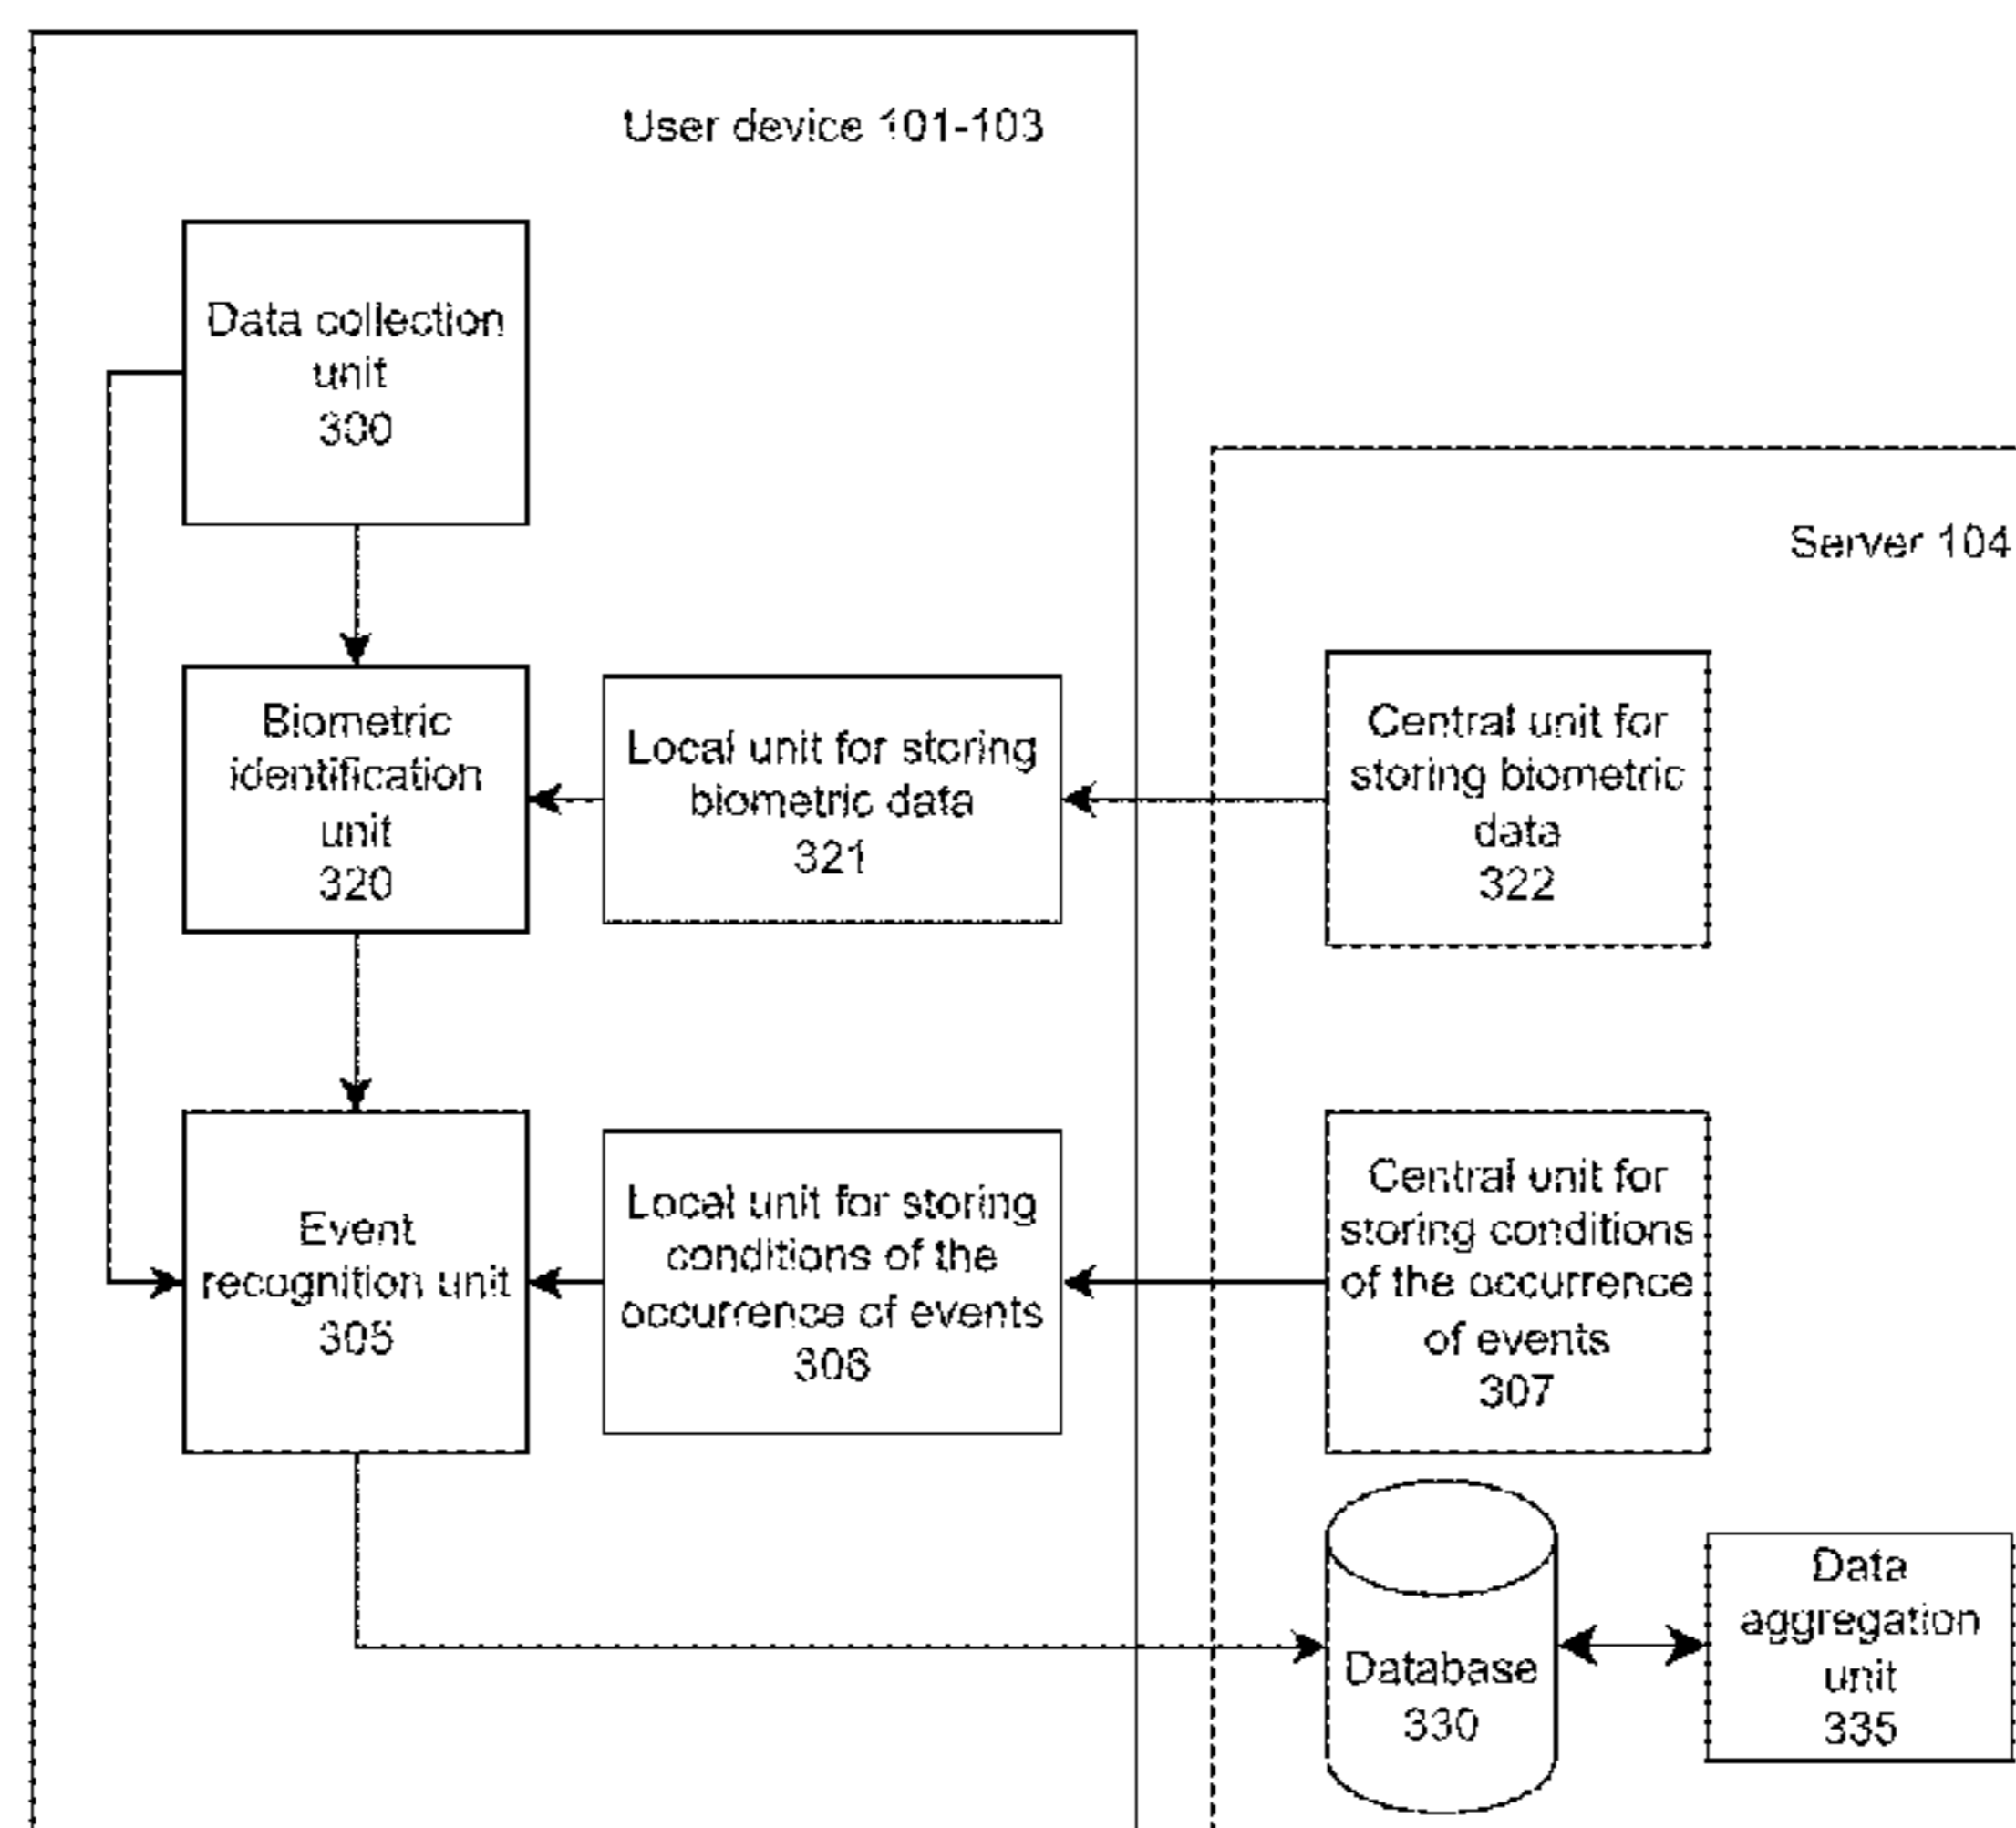 User device 101-103
Data collection
unit
300
Server 104
Biometric
identification
unit
320
Local unit for storing
biometric data
321
Central unit for
storing biometric
data
322
Event
recognition unit
305
Local unit for storing
conditions of the
occurrence of events
306
Central unit for
storing conditions
of the occurrence
of events
307
Database
330
Data
aggregation
unit
335